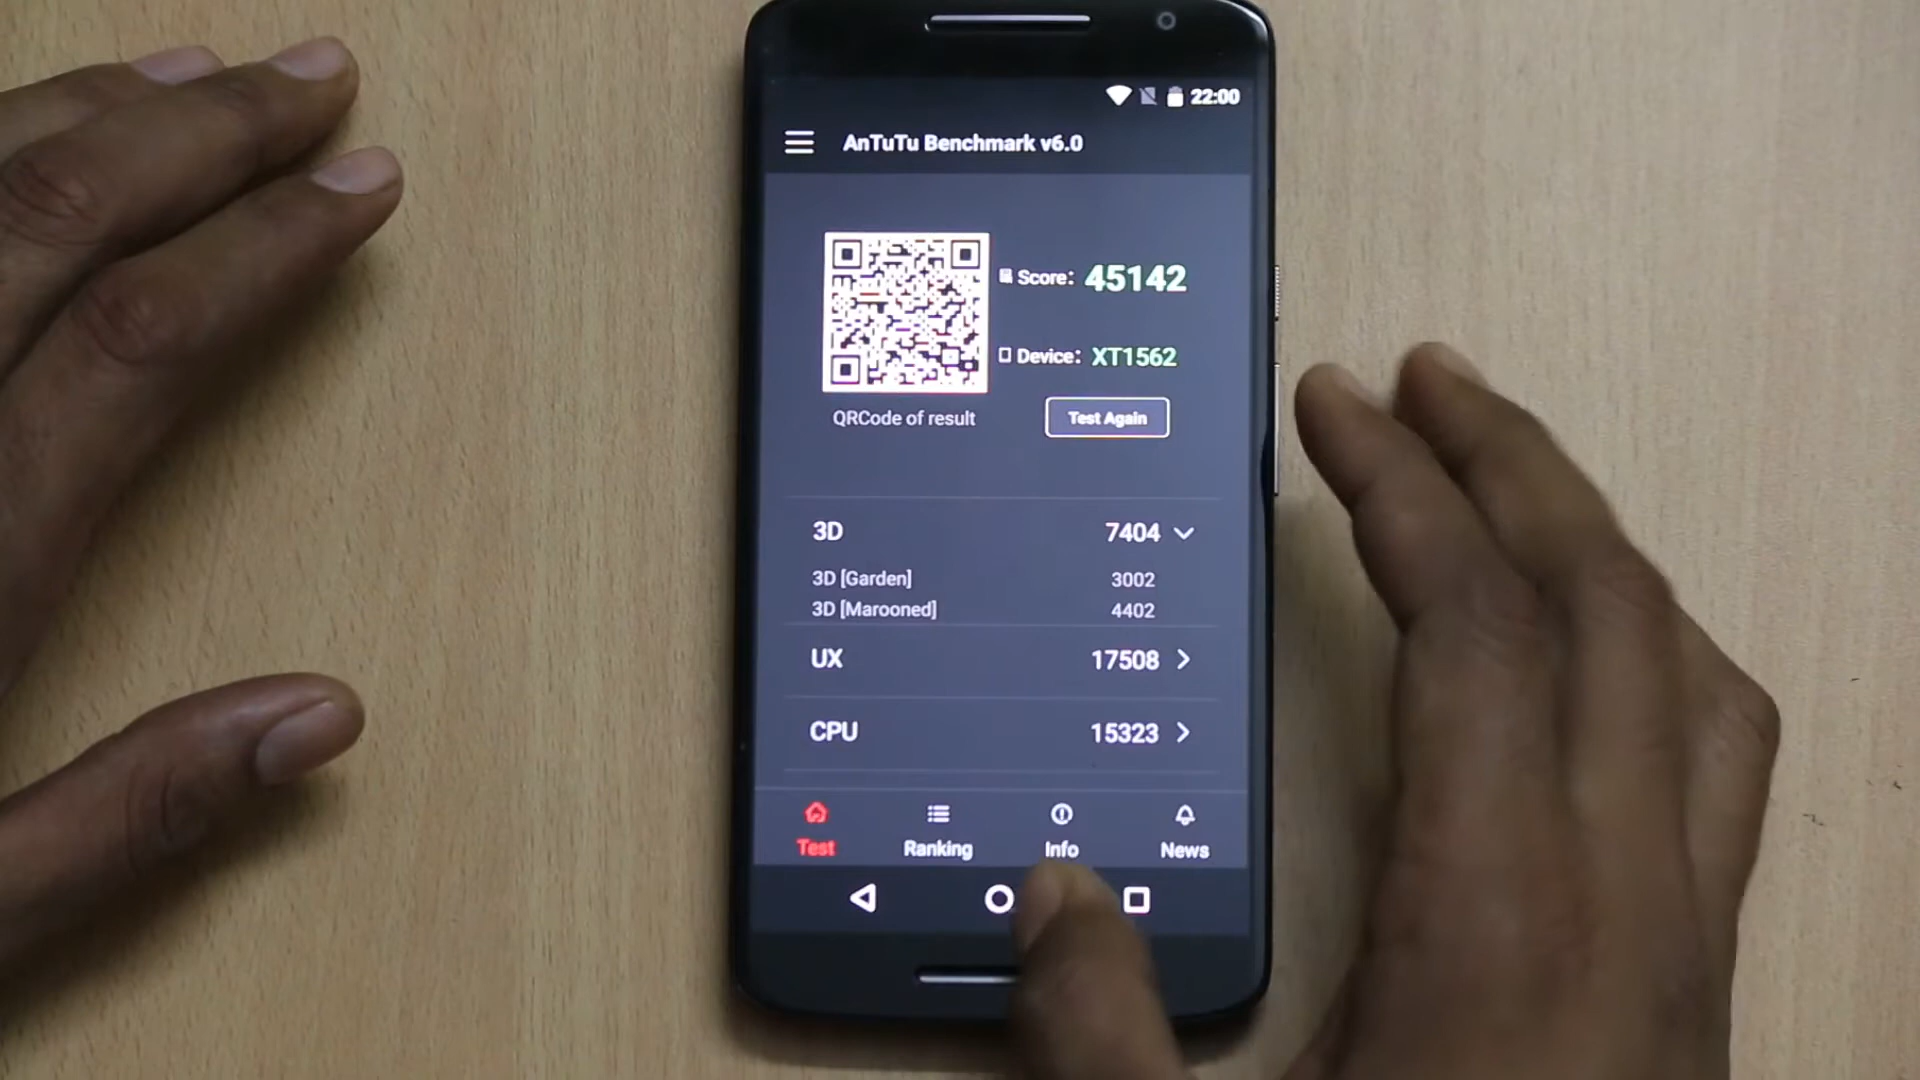 22:00
AnTuTu Benchmark v6.0
Score: 45142
Device: XT1562
QRCode of result
Test Again
3D 7404
3D [Garden] 3002
3D [Marooned] 4402
UX 17508
CPU 15323
Test Ranking Info News